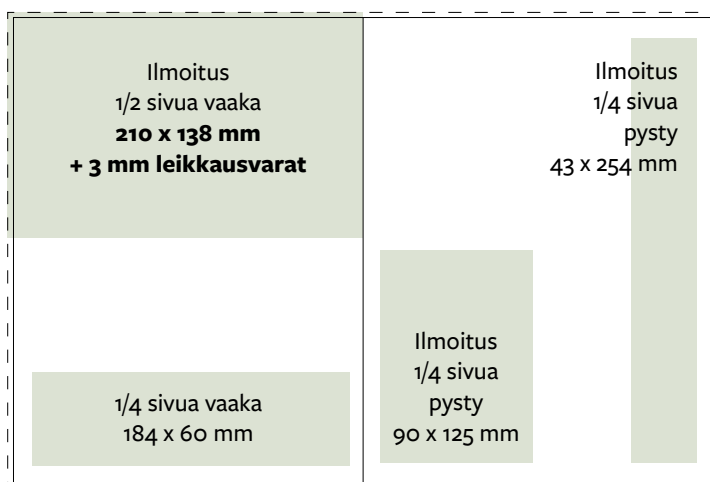 Ilmoitus
1/2 sivua vaaka
210 x 138 mm
+ 3 mm leikkausvarat
Ilmoitus
1/4 sivua
pysty
43 x 254 mm
Ilmoitus
1/4 sivua
pysty
90 x 125 mm
1/4 sivua vaaka
184 x 60 mm